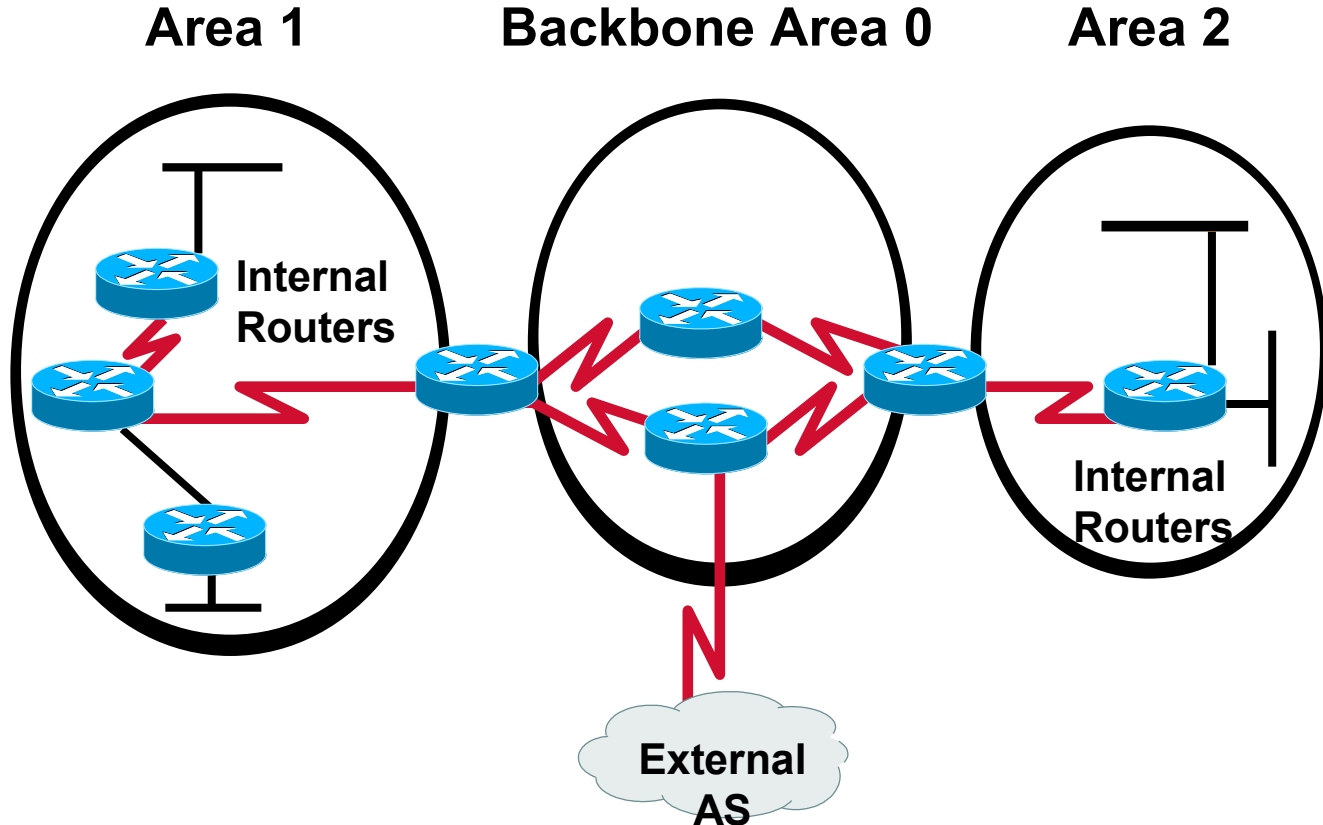 Area 1
Backbone Area 0
Area 2
Internal
Routers
Internal
Routers
External
AS